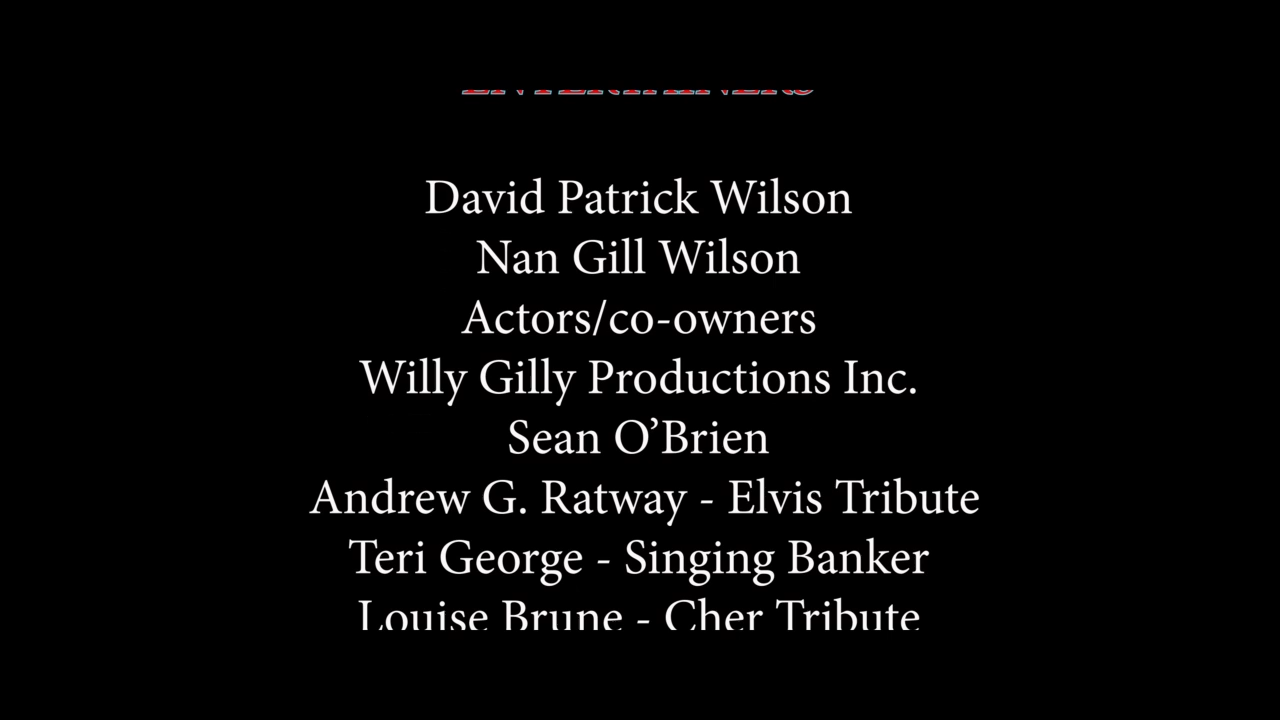 ENTERTAINERS
David Patrick Wilson
Nan Gill Wilson
Actors/co-owners
Willy Gilly Productions Inc.
Sean O’Brien
Andrew G. Ratway - Elvis Tribute
Teri George - Singing Banker
Louise Brune - Cher Tribute